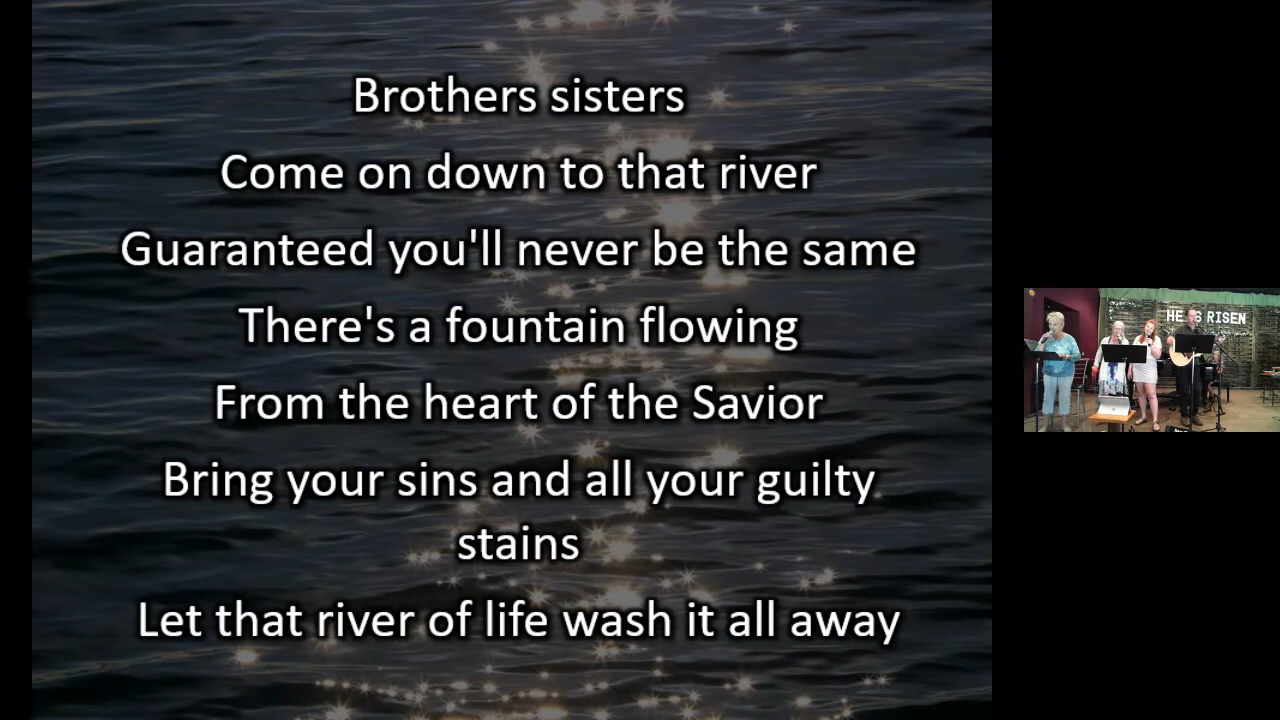 Brothers sisters
Come on down to that river
Guaranteed you'll never be the same
There's a fountain flowing
From the heart of the Savior
Bring your sins and all your guilty
stains
Let that river of life wash it all away
HE IS RISEN